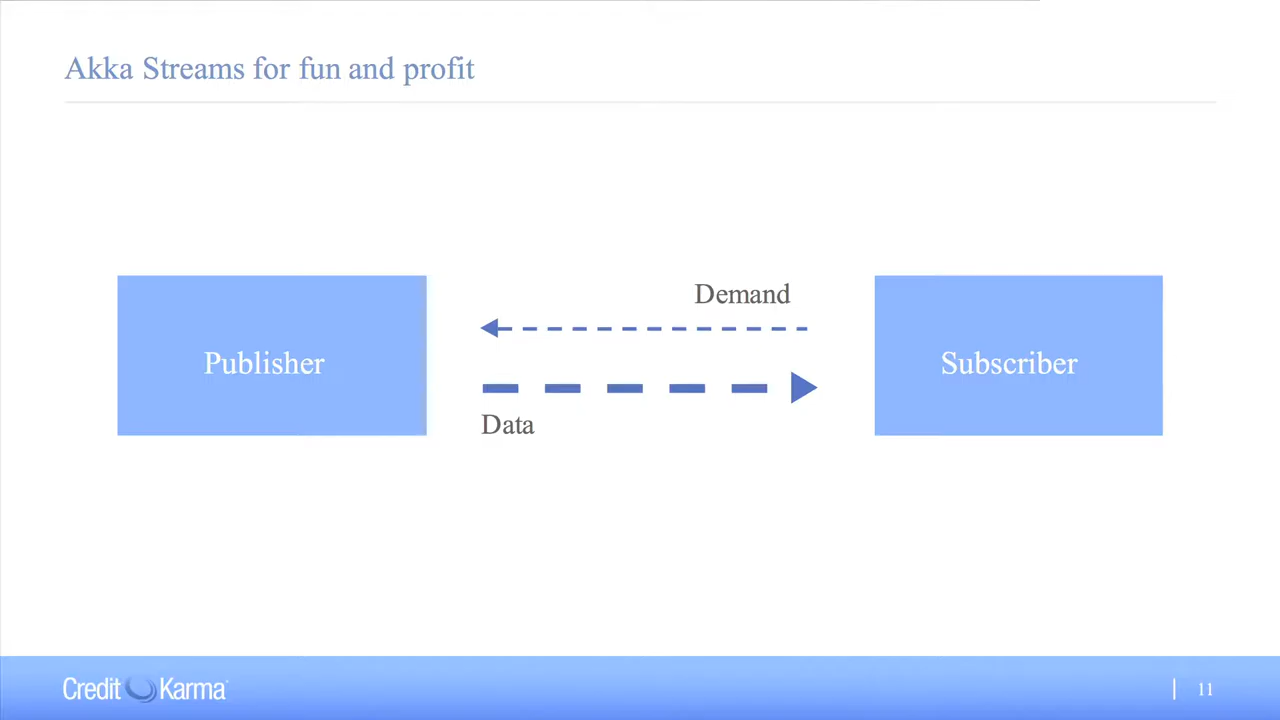 Akka Streams for fun and profit
Demand
Publisher
Subscriber
Data
Credit Karma
11